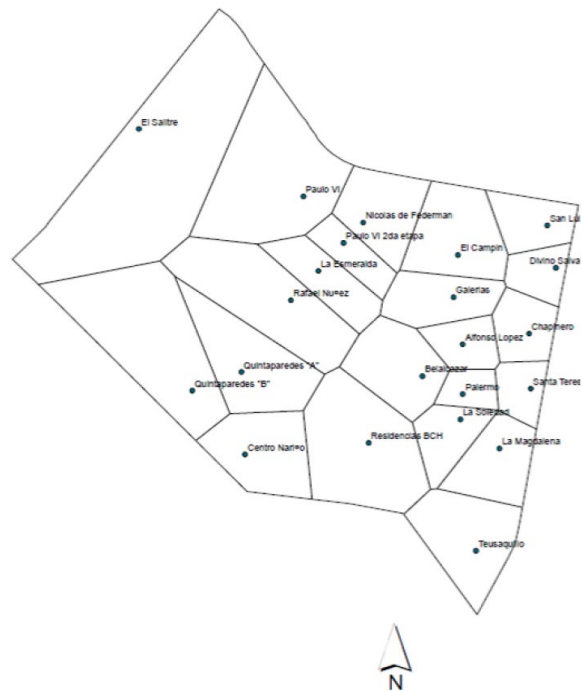 El Salitre
Paulo VI
Nicolas de Federman
San Lui
Paulo VI 2da etapa
El Campin
Divino Salva
La Esmeralda
Rafael Nu¤ez
Galerias
Chapinero
Alfonso Lopez
Quintaparedes "A"
Belalcazar
Quintaparedes "B"
Palermo
Santa Teres
La Soledad
Residencias BCH
La Magdalena
Centro Nari¤o
Teusaquillo
N